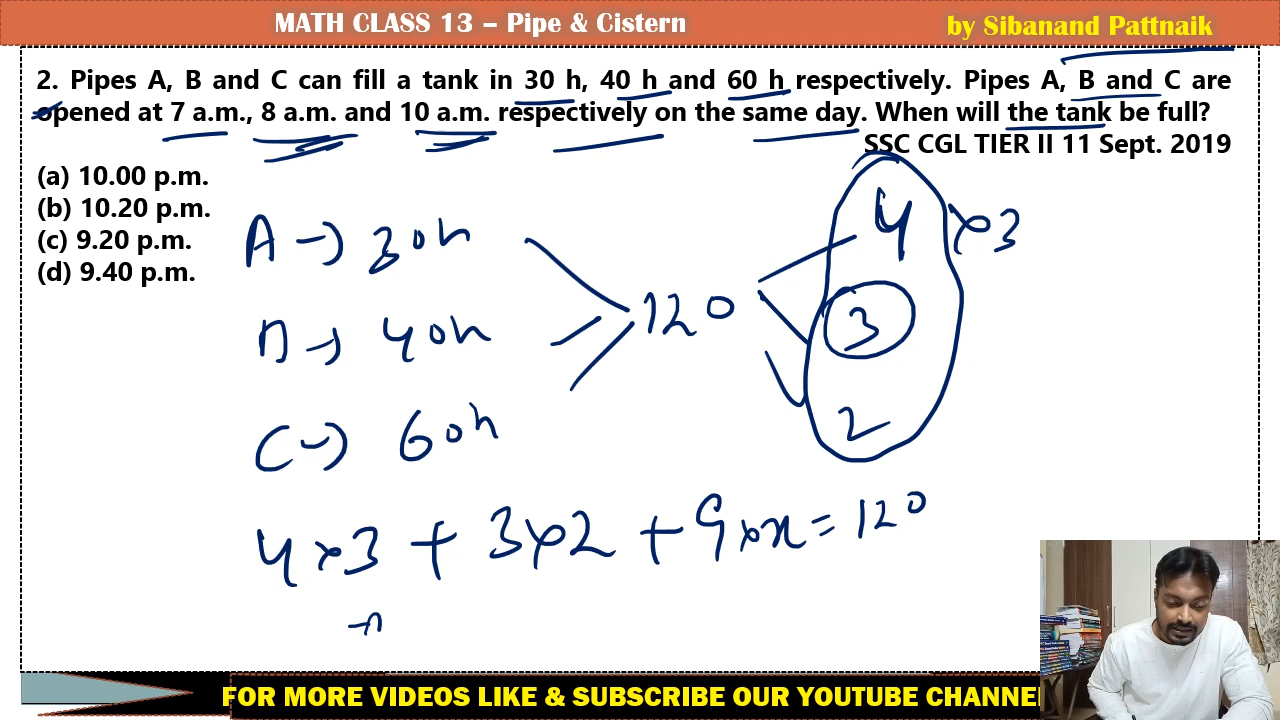 MATH CLASS 13 – Pipe & Cistern
by Sibanand Pattnaik
2. Pipes A, B and C can fill a tank in 30 h, 40 h and 60 h respectively. Pipes A, B and C are
opened at 7 a.m., 8 a.m. and 10 a.m. respectively on the same day. When will the tank be full?
SSC CGL TIER II 11 Sept. 2019
(a) 10.00 p.m.
(b) 10.20 p.m.
(c) 9.20 p.m.
(d) 9.40 p.m.
A → 30h
4 × 3
→ 40h
120
3
C → 60h
2
4 × 3 + 3 × 2 + 9 × x = 120
FOR MORE VIDEOS LIKE & SUBSCRIBE OUR YOUTUBE CHANNE